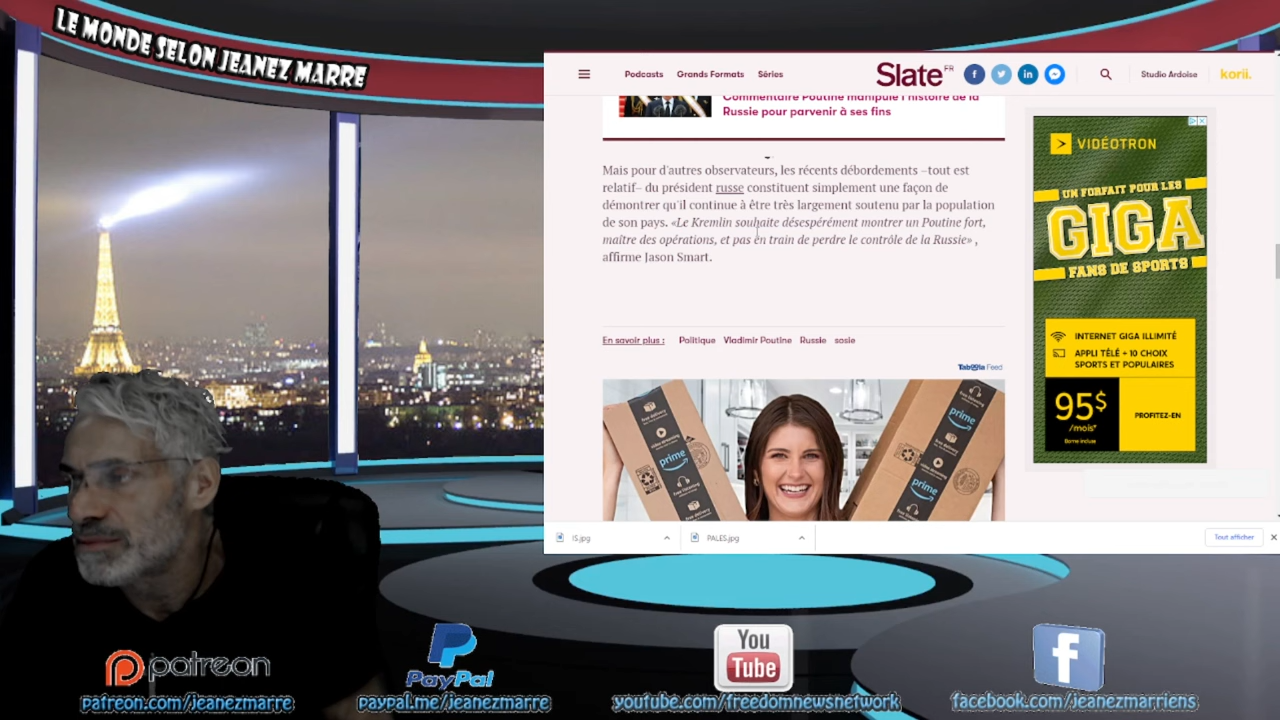 LE MONDE SELON JEANEZ MARRE
Podcasts Grands Formats Séries
Slate FR
Studio Ardoise
korii.
Commentaire Poutine manipule l'histoire de la
Russie pour parvenir à ses fins
Mais pour d'autres observateurs, les récents débordements –tout est
relatif– du président russe constituent simplement une façon de
démontrer qu'il continue à être très largement soutenu par la population
de son pays. «Le Kremlin souhaite désespérément montrer un Poutine fort,
maître des opérations, et pas en train de perdre le contrôle de la Russie» ,
affirme Jason Smart.
En savoir plus : Politique Vladimir Poutine Russie sosie
Taboola Feed
prime
prime
prime
prime
VIDÉOTRON
UN FORFAIT POUR LES
GIGA
FANS DE SPORTS
INTERNET GIGA ILLIMITÉ
APPLI TÉLÉ + 10 CHOIX
SPORTS ET POPULAIRES
95$
/mois*
Borne incluse
PROFITEZ-EN
IS.jpg
PALES.jpg
Tout afficher
patreon
patreon.com/jeanezmarre
PayPal
paypal.me/jeanezmarre
You
Tube
youtube.com/freedomnewsnetwork
facebook.com/jeanezmarriens